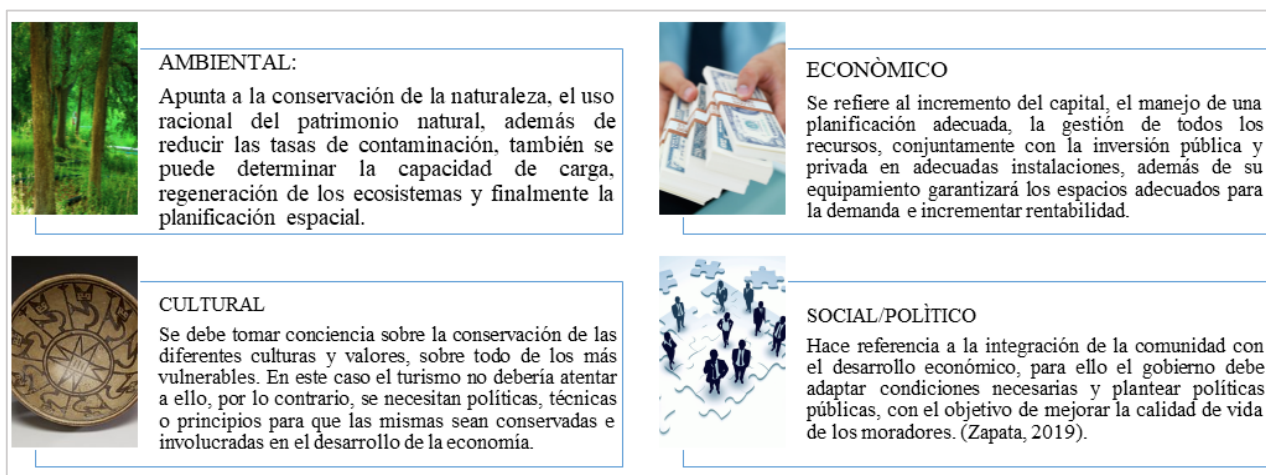 AMBIENTAL:
Apunta a la conservación de la naturaleza, el uso
racional del patrimonio natural, además de
reducir las tasas de contaminación, también se
puede determinar la capacidad de carga,
regeneración de los ecosistemas y finalmente la
planificación espacial.
ECONÒMICO
Se refiere al incremento del capital, el manejo de una
planificación adecuada, la gestión de todos los
recursos, conjuntamente con la inversión pública y
privada en adecuadas instalaciones, además de su
equipamiento garantizará los espacios adecuados para
la demanda e incrementar rentabilidad.
CULTURAL
Se debe tomar conciencia sobre la conservación de las
diferentes culturas y valores, sobre todo de los más
vulnerables. En este caso el turismo no debería atentar
a ello, por lo contrario, se necesitan políticas, técnicas
o principios para que las mismas sean conservadas e
involucradas en el desarrollo de la economía.
SOCIAL/POLÌTICO
Hace referencia a la integración de la comunidad con
el desarrollo económico, para ello el gobierno debe
adaptar condiciones necesarias y plantear políticas
públicas, con el objetivo de mejorar la calidad de vida
de los moradores. (Zapata, 2019).